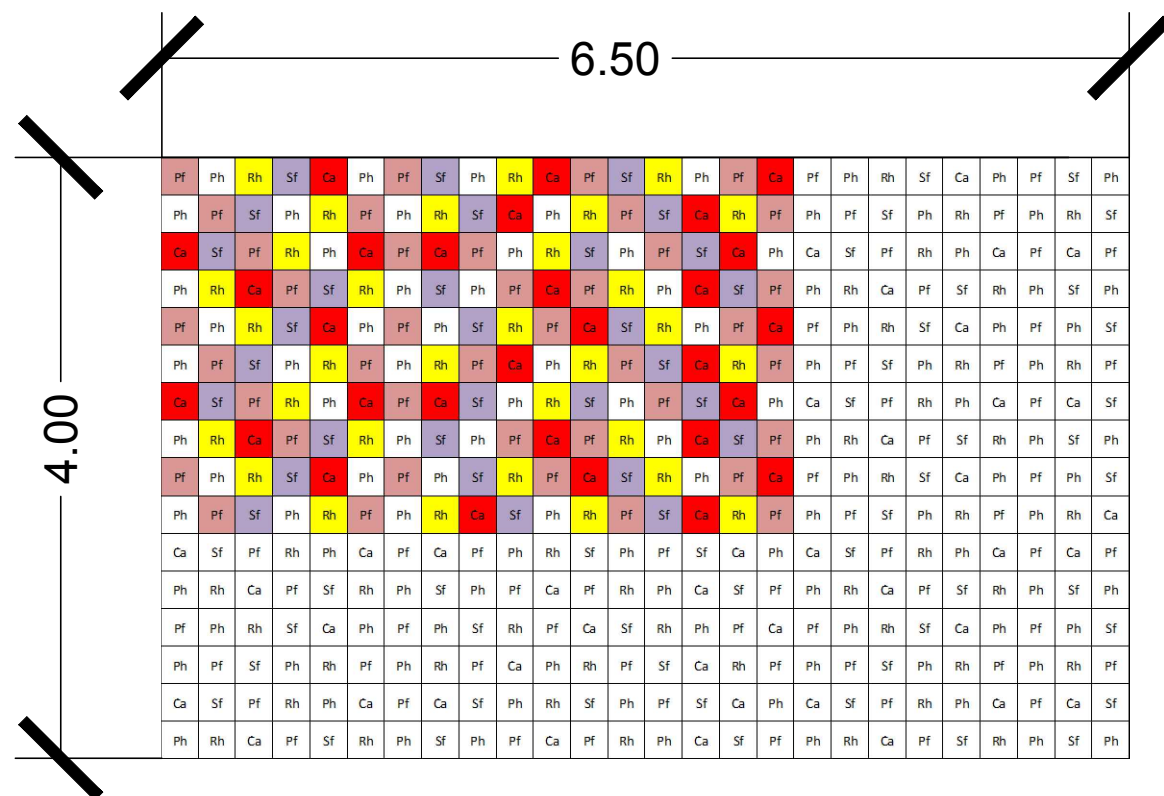 6.50
4.00
Pf Ph Rh Sf Ca Ph Pf Sf Ph Rh Ca Pf Sf Rh Ph Pf Ca Pf Ph Rh Sf Ca Ph Pf Sf Ph
Ph Pf Sf Ph Rh Pf Ph Rh Sf Ca Ph Rh Pf Sf Ca Rh Pf Ph Pf Sf Ph Rh Pf Ph Rh Sf
Ca Sf Pf Rh Ph Ca Pf Ca Pf Ph Rh Sf Ph Pf Sf Ca Ph Ca Sf Pf Rh Ph Ca Pf Ca Pf
Ph Rh Ca Pf Sf Rh Ph Sf Ph Pf Ca Pf Rh Ph Ca Sf Pf Ph Rh Ca Pf Sf Rh Ph Sf Ph
Pf Ph Rh Sf Ca Ph Pf Ph Sf Rh Pf Ca Sf Rh Ph Pf Ca Pf Ph Rh Sf Ca Ph Pf Ph Sf
Ph Pf Sf Ph Rh Pf Ph Rh Pf Ca Ph Rh Pf Sf Ca Rh Pf Ph Pf Sf Ph Rh Pf Ph Rh Pf
Ca Sf Pf Rh Ph Ca Pf Ca Sf Ph Rh Sf Ph Pf Sf Ca Ph Ca Sf Pf Rh Ph Ca Pf Ca Sf
Ph Rh Ca Pf Sf Rh Ph Sf Ph Pf Ca Pf Rh Ph Ca Sf Pf Ph Rh Ca Pf Sf Rh Ph Sf Ph
Pf Ph Rh Sf Ca Ph Pf Ph Sf Rh Pf Ca Sf Rh Ph Pf Ca Pf Ph Rh Sf Ca Ph Pf Ph Sf
Ph Pf Sf Ph Rh Pf Ph Rh Ca Sf Ph Rh Pf Sf Ca Rh Pf Ph Pf Sf Ph Rh Pf Ph Rh Ca
Ca Sf Pf Rh Ph Ca Pf Ca Pf Ph Rh Sf Ph Pf Sf Ca Ph Ca Sf Pf Rh Ph Ca Pf Ca Pf
Ph Rh Ca Pf Sf Rh Ph Sf Ph Pf Ca Pf Rh Ph Ca Sf Pf Ph Rh Ca Pf Sf Rh Ph Sf Ph
Pf Ph Rh Sf Ca Ph Pf Ph Sf Rh Pf Ca Sf Rh Ph Pf Ca Pf Ph Rh Sf Ca Ph Pf Ph Sf
Ph Pf Sf Ph Rh Pf Ph Rh Pf Ca Ph Rh Pf Sf Ca Rh Pf Ph Pf Sf Ph Rh Pf Ph Rh Pf
Ca Sf Pf Rh Ph Ca Pf Ca Sf Ph Rh Sf Ph Pf Sf Ca Ph Ca Sf Pf Rh Ph Ca Pf Ca Sf
Ph Rh Ca Pf Sf Rh Ph Sf Ph Pf Ca Pf Rh Ph Ca Sf Pf Ph Rh Ca Pf Sf Rh Ph Sf Ph